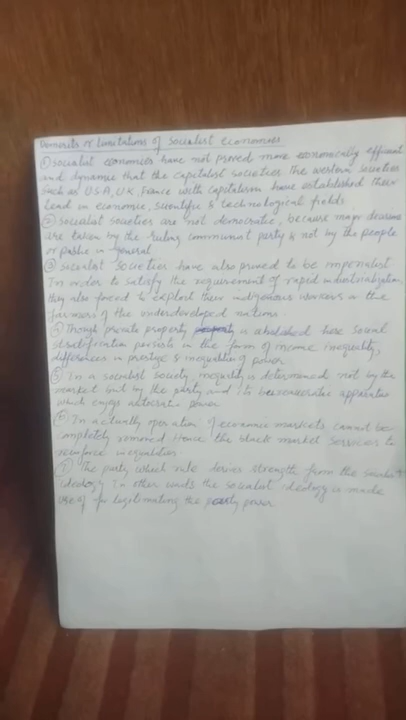 Demerits or limitations of Socialist economies
① Socialist economies have not proved more economically efficient
and dynamic that the capitalist societies. The western societies
such as USA, UK, France with capitalism have established their
lead in economic, scientific & technological fields.
② socialist societies are not democratic, because major decisions
are taken by the ruling communist party & not by the people
or public in general
③ socialist societies have also proved to be imperialist.
In order to satisfy the requirement of rapid industrialization,
they also forced to exploit their indigenous workers or the
farmers of the underdeveloped nations
④ Though private property is abolished these social
stratification persists in the form of income inequality,
differences in prestige & inequalities of power.
⑤ In a socialist society inequality is determined not by the
market but by the party and its bureaucratic apparatus
which enjoys autocratic power
⑥ In actually operation of economic markets cannot be
completely removed Hence the black market services to
reinforce inequalities
⑦ The party which rule derives strength form the socialist
ideology In other words the socialist ideology is made
use of for legitimating the party power